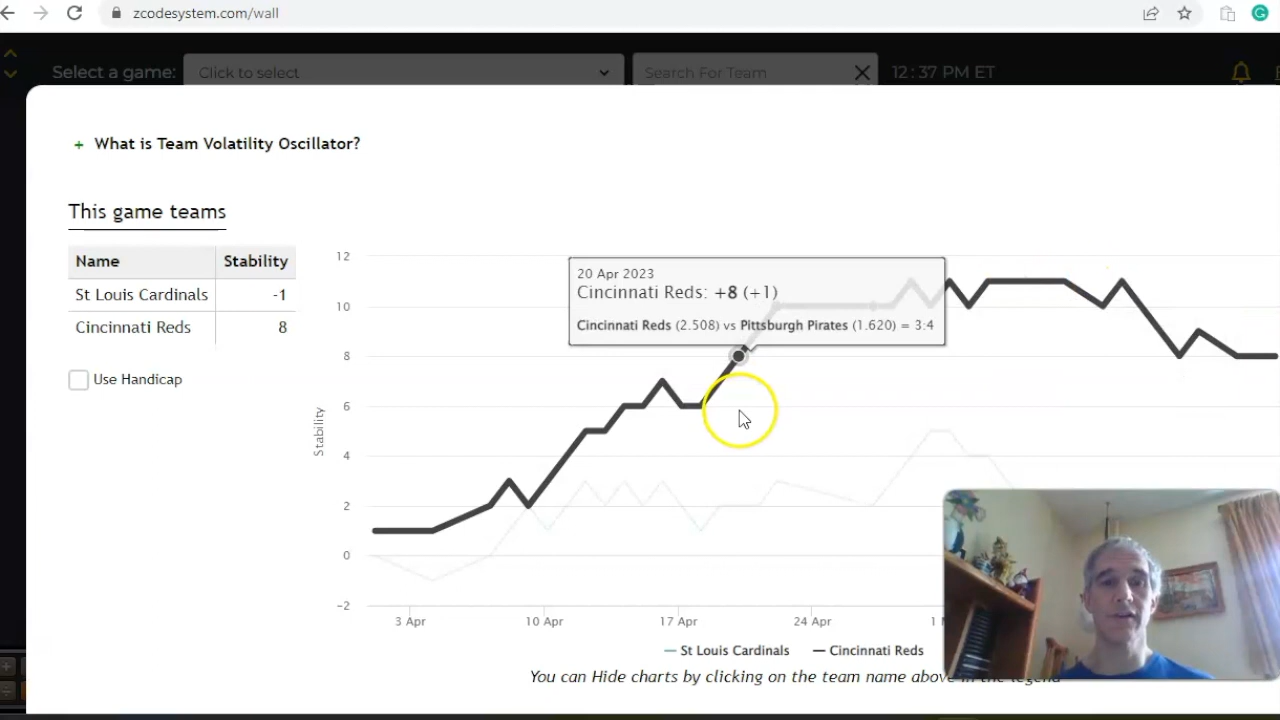 zcodesystem.com/wall
Select a game: Click to select Search For Team 12:37 PM ET
+ What is Team Volatility Oscillator?
This game teams
Name Stability
St Louis Cardinals -1
Cincinnati Reds 8
Use Handicap
Stability
12
10
8
6
4
2
0
-2
20 Apr 2023
Cincinnati Reds: +8 (+1)
Cincinnati Reds (2.508) vs Pittsburgh Pirates (1.620) = 3:4
3 Apr 10 Apr 17 Apr 24 Apr 1
St Louis Cardinals Cincinnati Reds
You can Hide charts by clicking on the team name above in the legend